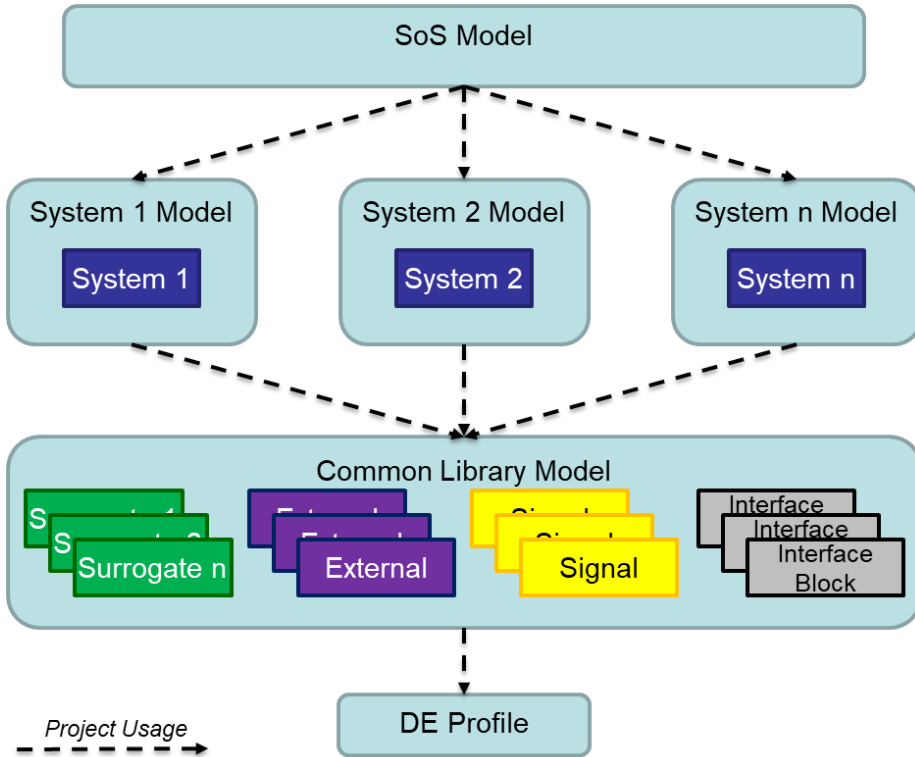 SoS Model
System 1 Model
System 2 Model
System n Model
System 1
System 2
System n
Common Library Model
Interface
Interface
Surrogate n
External
Signal
Interface
Block
Project Usage
DE Profile